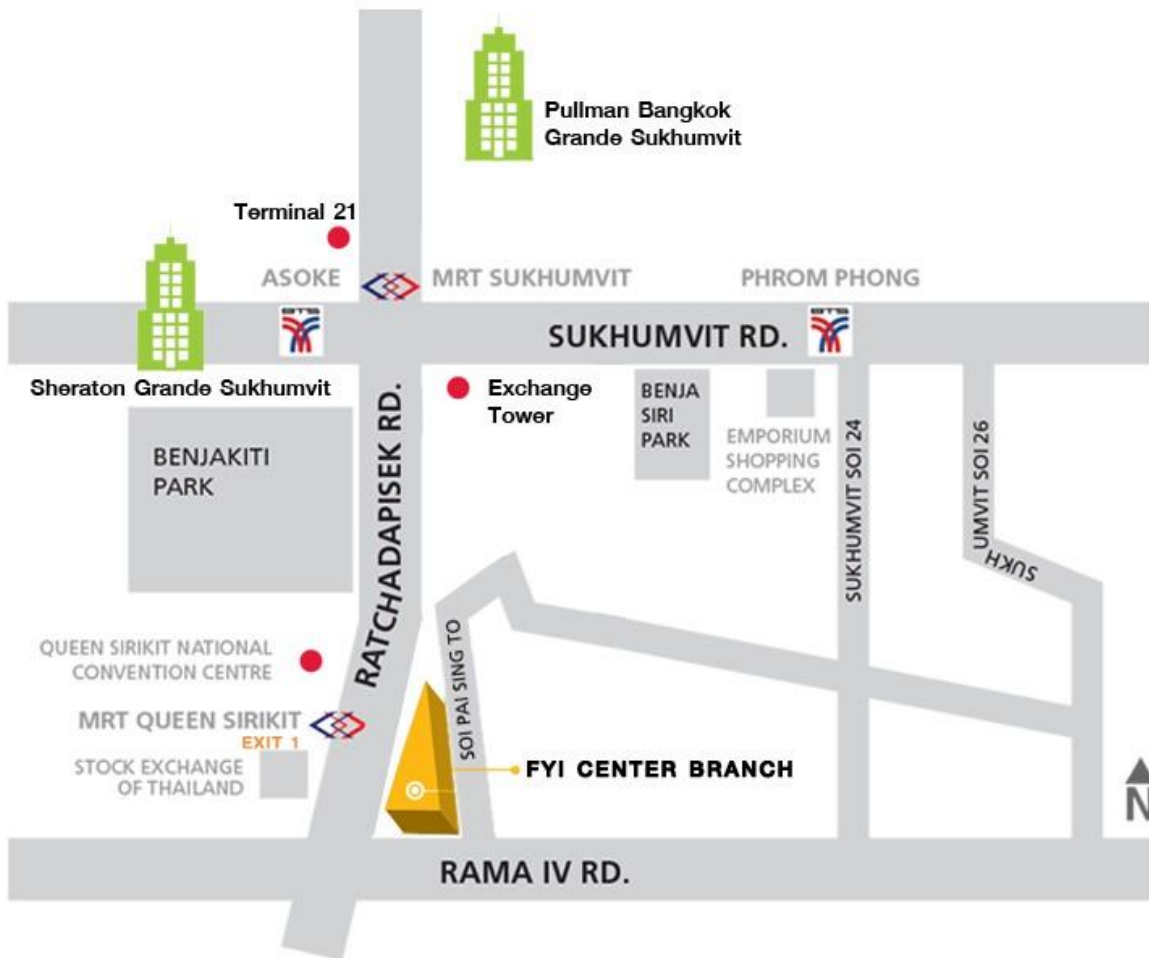 Pullman Bangkok
Grande Sukhumvit
Terminal 21
ASOKE
MRT SUKHUMVIT
PHROM PHONG
BTS
BTS
SUKHUMVIT RD.
Sheraton Grande Sukhumvit
Exchange
Tower
BENJA
SIRI
PARK
EMPORIUM
SHOPPING
COMPLEX
BENJAKITI
PARK
RATCHADAPISEK RD.
SUKHUMVIT SOI 24
SUKH
UMVIT SOI 26
QUEEN SIRIKIT NATIONAL
CONVENTION CENTRE
SOI PAI SING TO
MRT QUEEN SIRIKIT
EXIT 1
STOCK EXCHANGE
OF THAILAND
FYI CENTER BRANCH
N
RAMA IV RD.